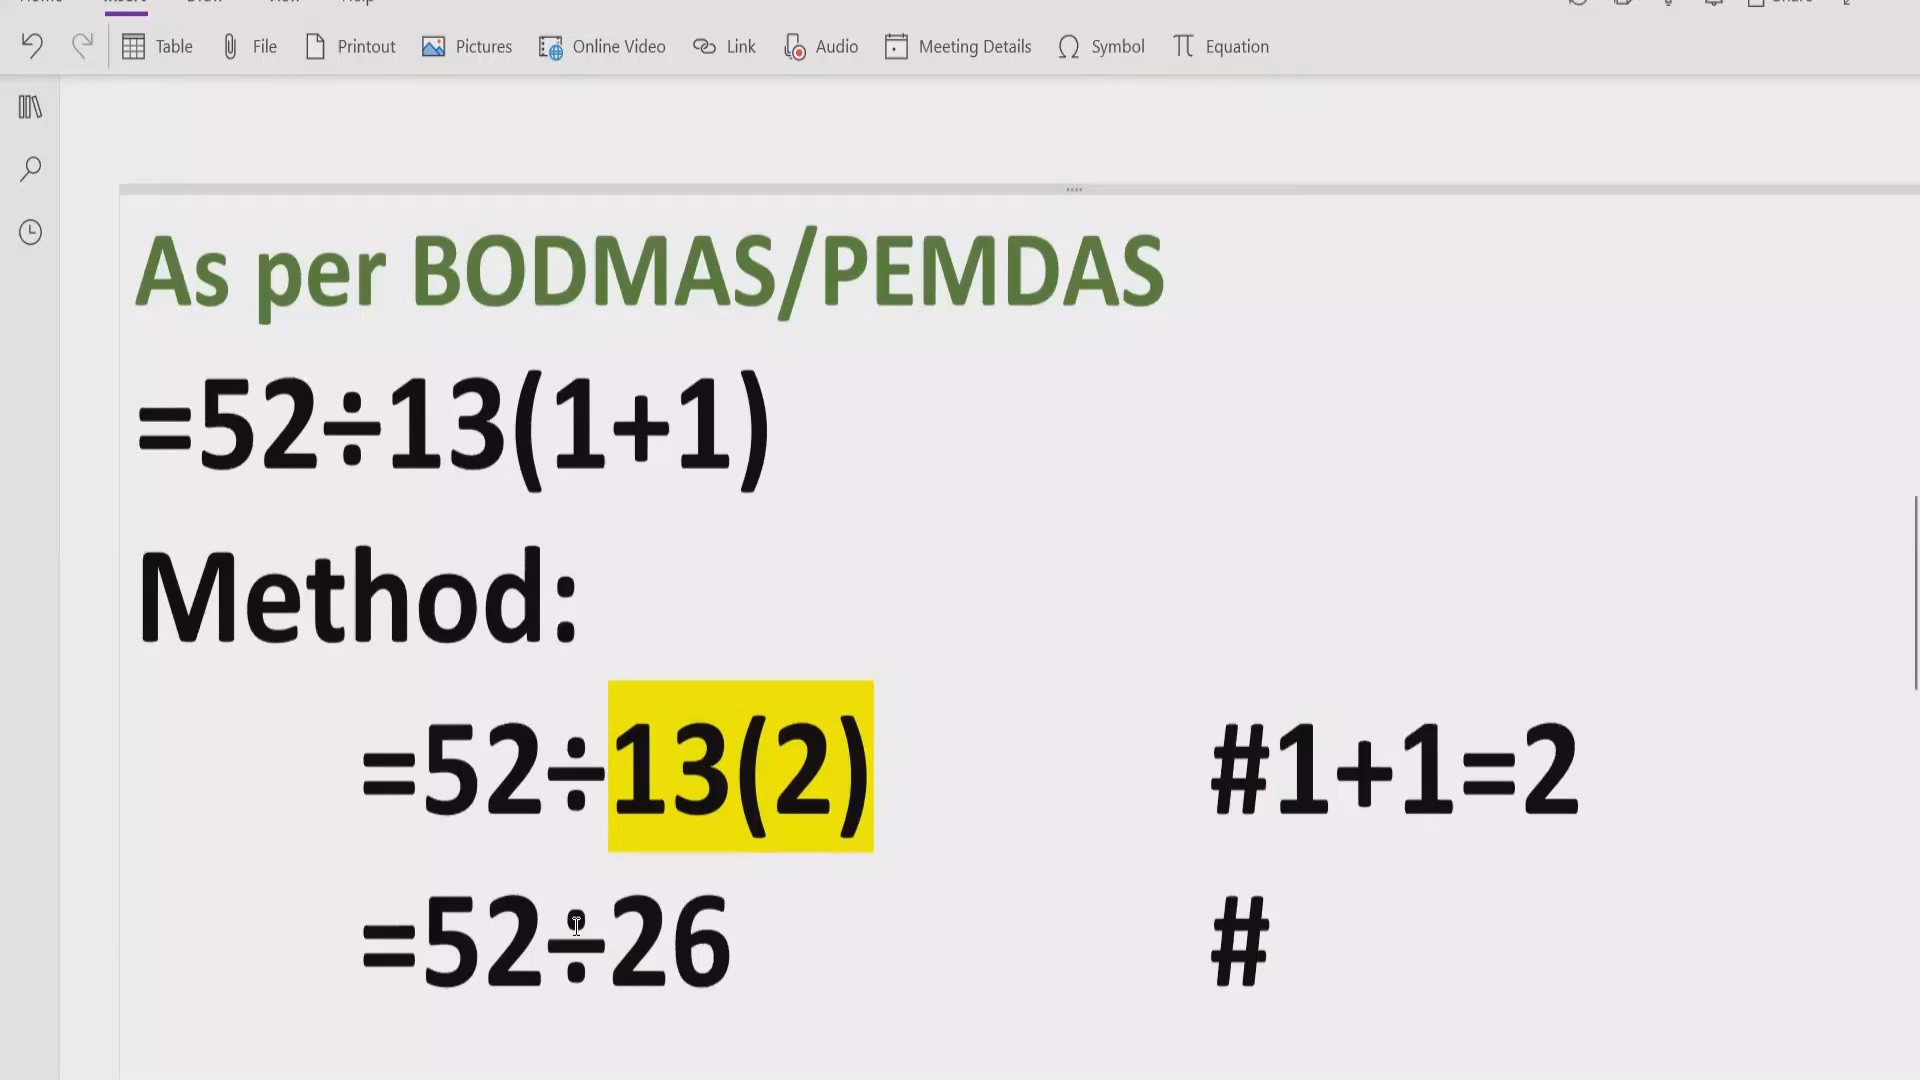 Table File Printout Pictures Online Video Link Audio Meeting Details Symbol Equation
As per BODMAS/PEMDAS
=52÷13(1+1)
Method:
=52÷13(2) #1+1=2
=52÷26 #